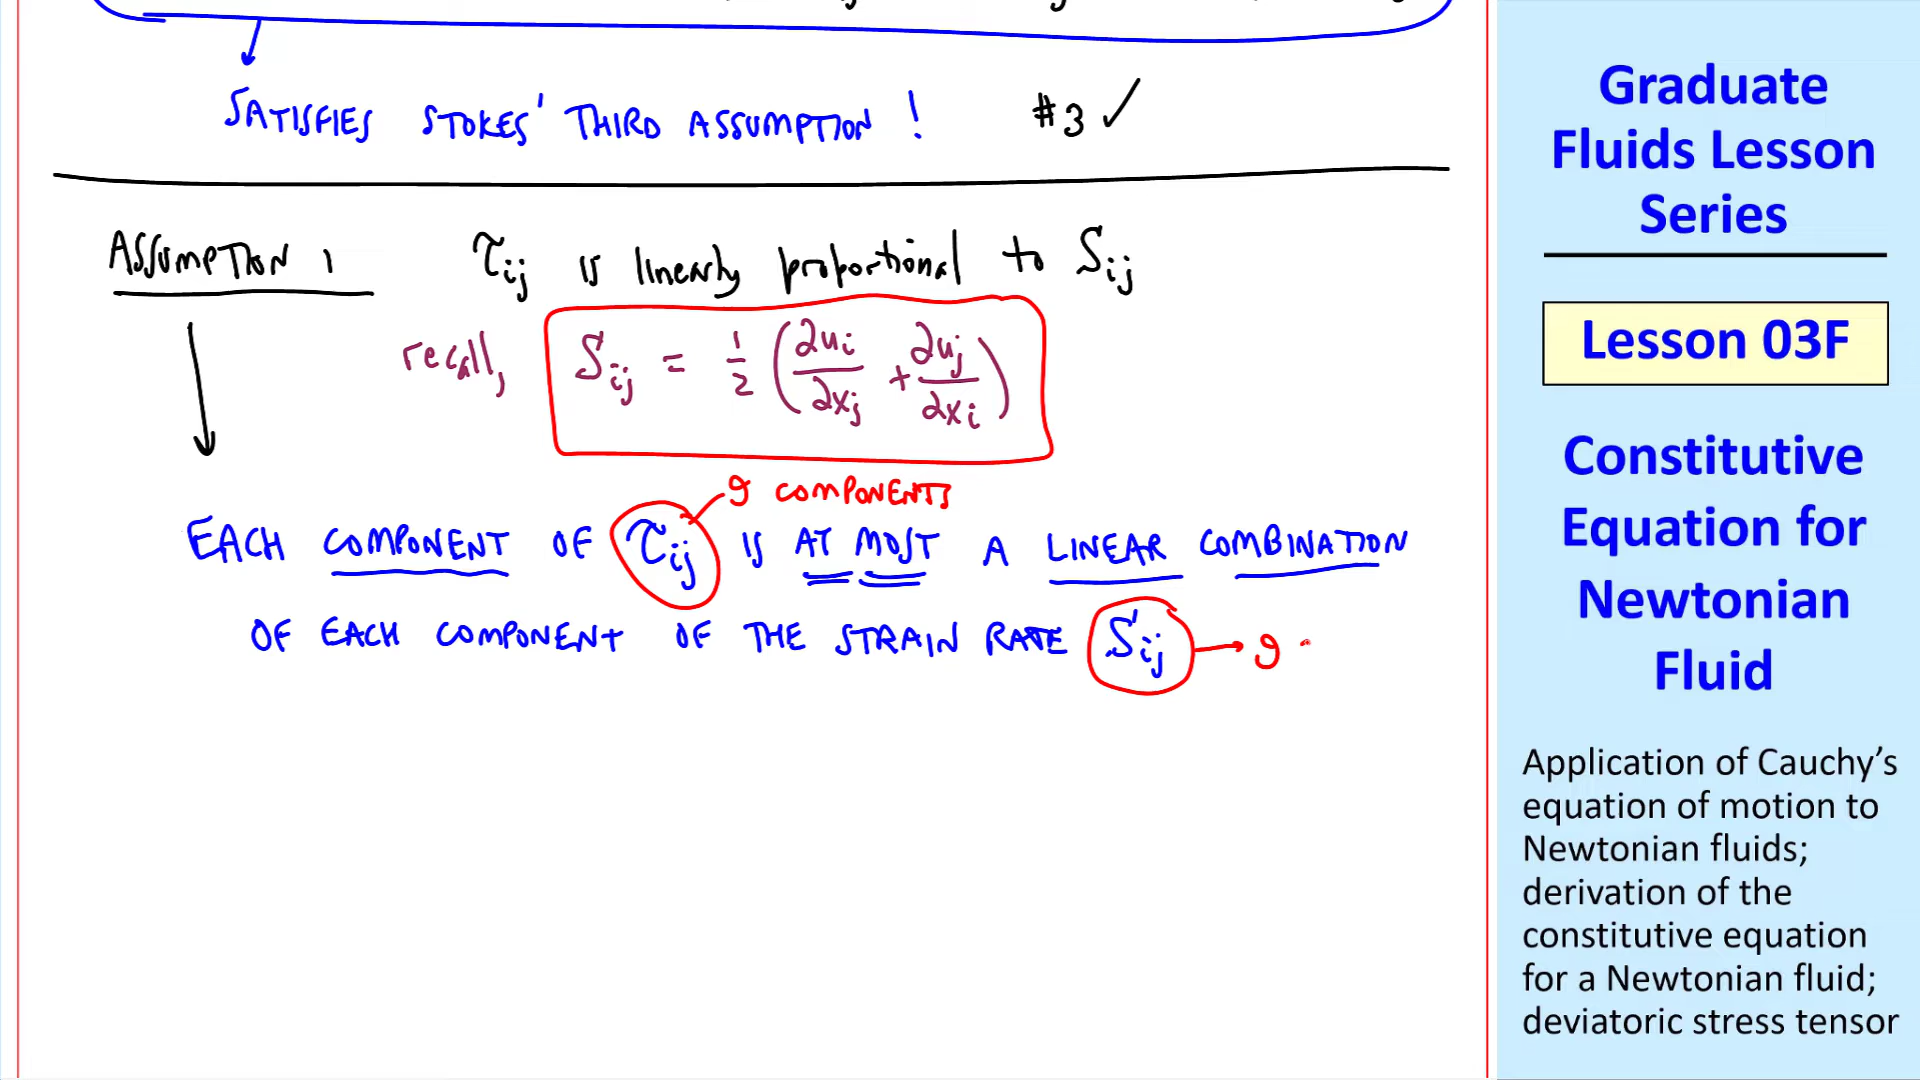 SATISFIES STOKES' THIRD ASSUMPTION ! #3 ✓
ASSUMPTION 1 τij is linearly proportional to Sij
recall, Sij = 1/2 (∂ui/∂xj + ∂uj/∂xi)
9 COMPONENTS
EACH COMPONENT OF τij IS AT MOST A LINEAR COMBINATION
OF EACH COMPONENT OF THE STRAIN RATE Sij → 9
Graduate
Fluids Lesson
Series
Lesson 03F
Constitutive
Equation for
Newtonian
Fluid
Application of Cauchy's
equation of motion to
Newtonian fluids;
derivation of the
constitutive equation
for a Newtonian fluid;
deviatoric stress tensor